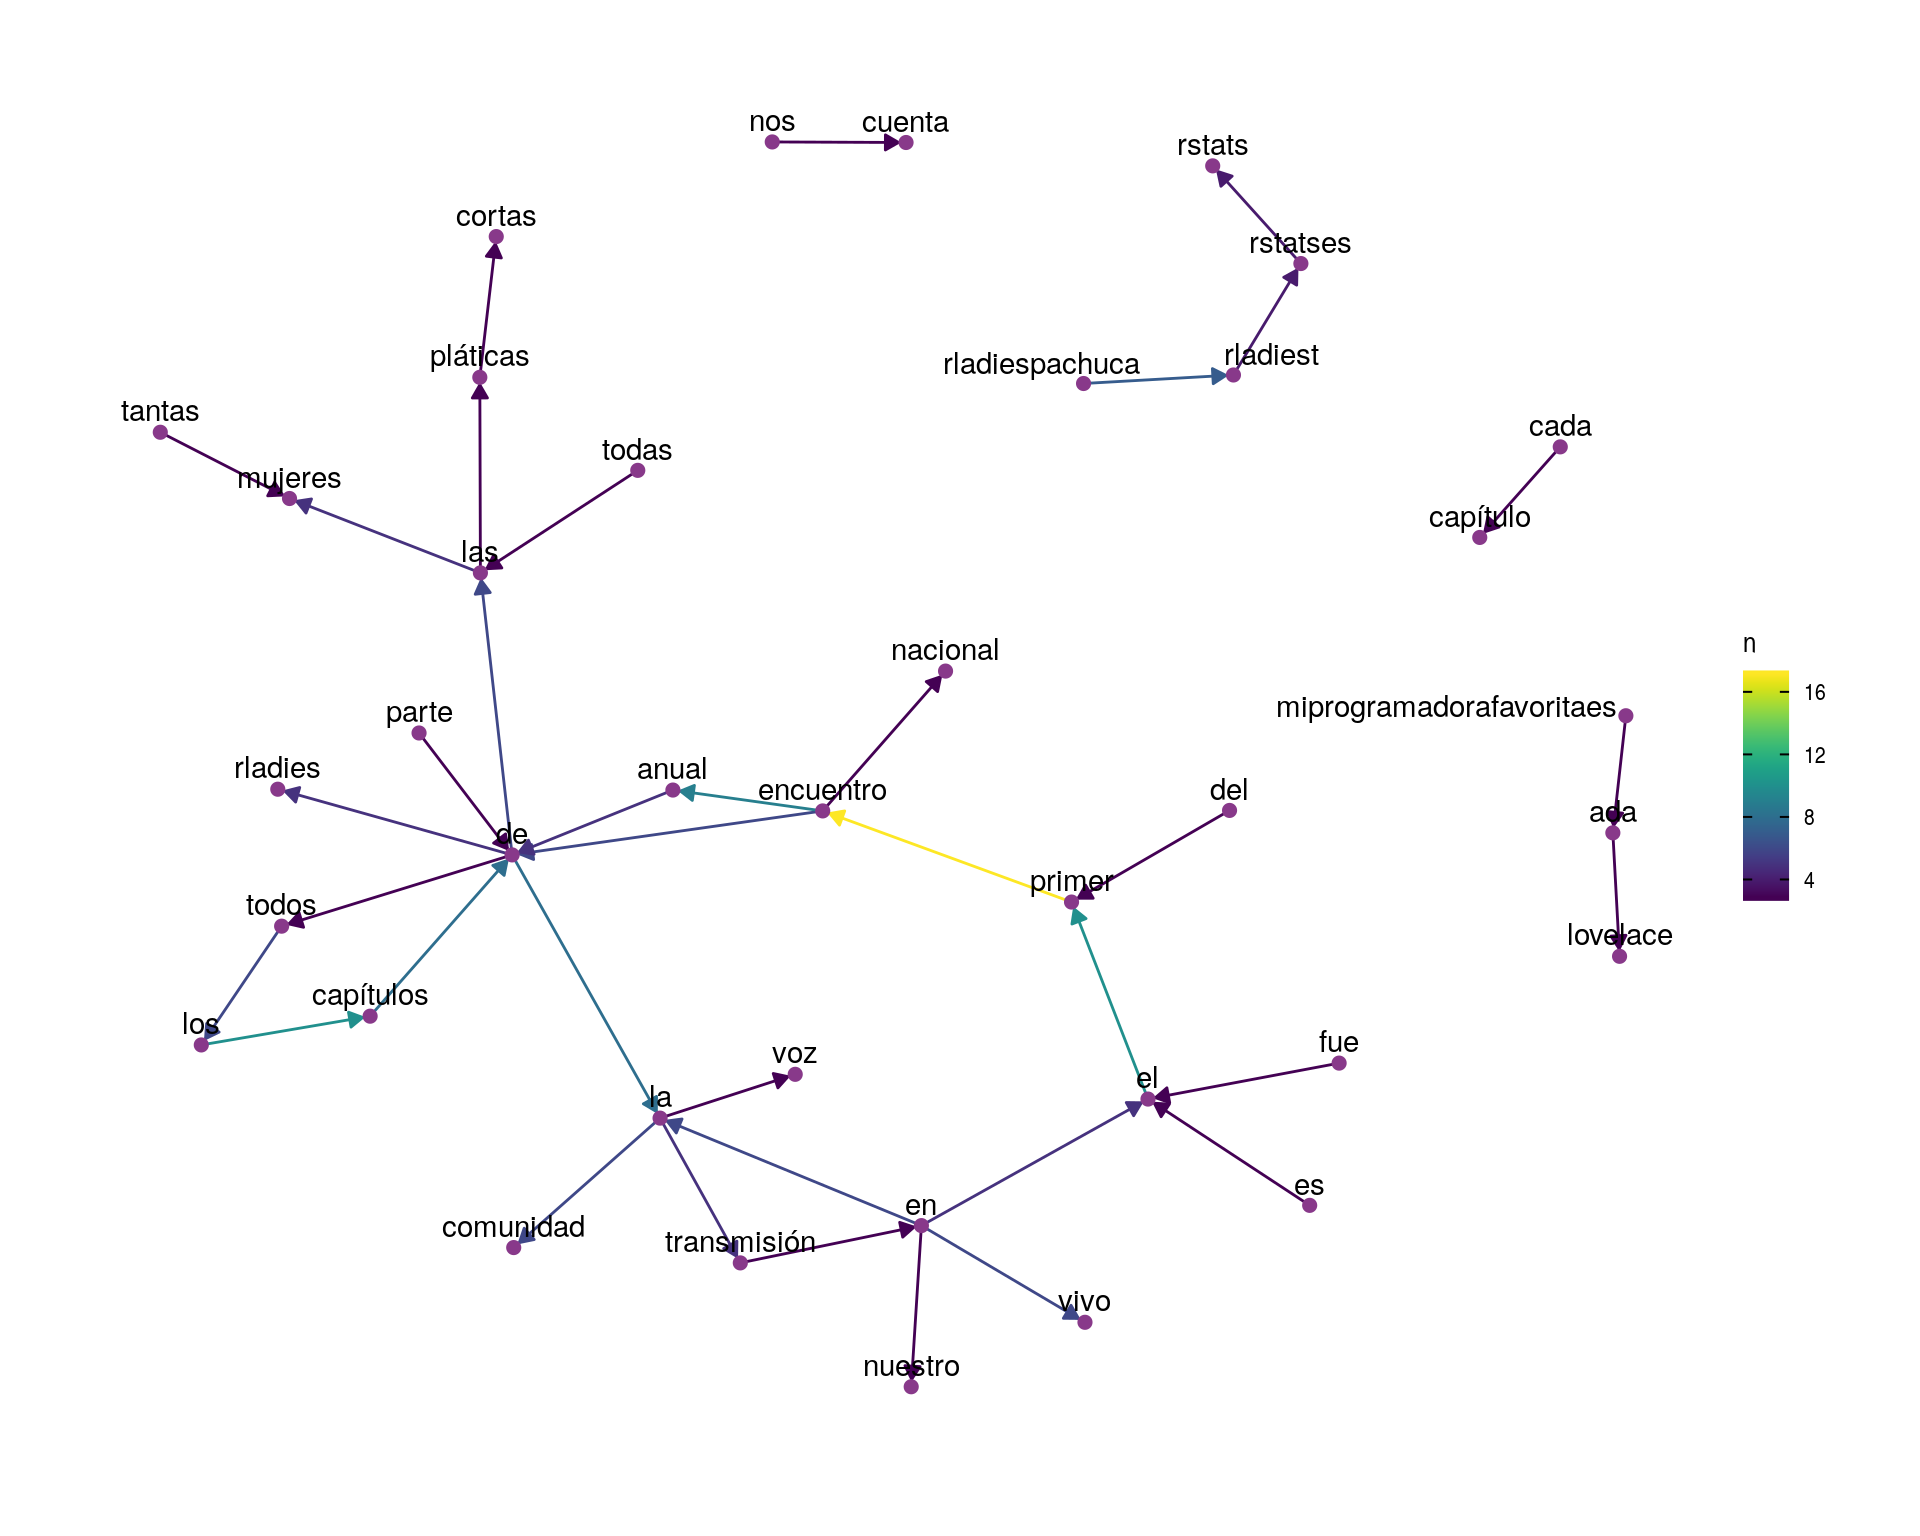 nos
cuenta
rstats
cortas
rstatses
pláticas
rladiest
rladiespachuca
tantas
cada
todas
mujeres
capítulo
las
n
nacional
16
miprogramadorafavoritaes
parte
12
rladies
anual
encuentro
del
ada
8
de
primer
4
todos
lovelace
capítulos
los
fue
voz
el
la
es
en
comunidad
transmisión
vivo
nuestro